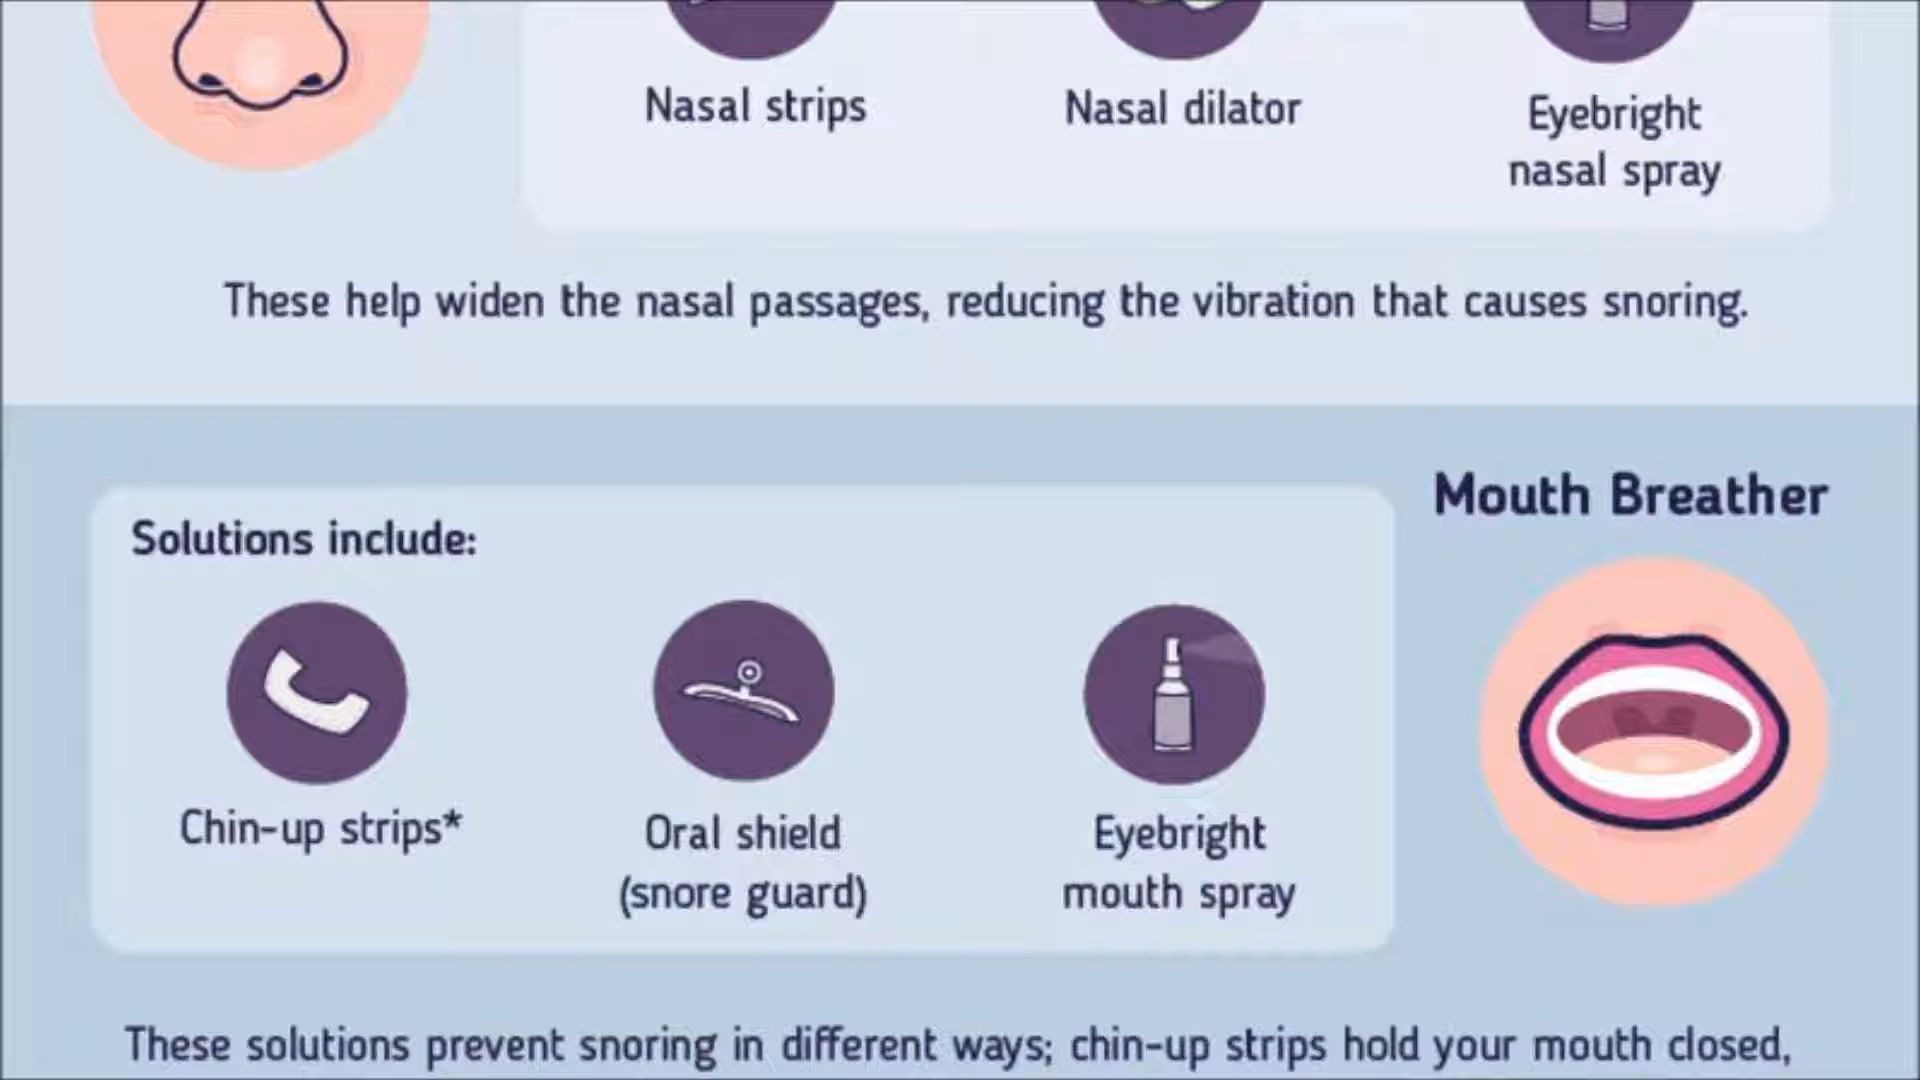 Nasal strips
Nasal dilator
Eyebright
nasal spray
These help widen the nasal passages, reducing the vibration that causes snoring.
Mouth Breather
Solutions include:
Chin-up strips*
Oral shield
(snore guard)
Eyebright
mouth spray
These solutions prevent snoring in different ways; chin-up strips hold your mouth closed,